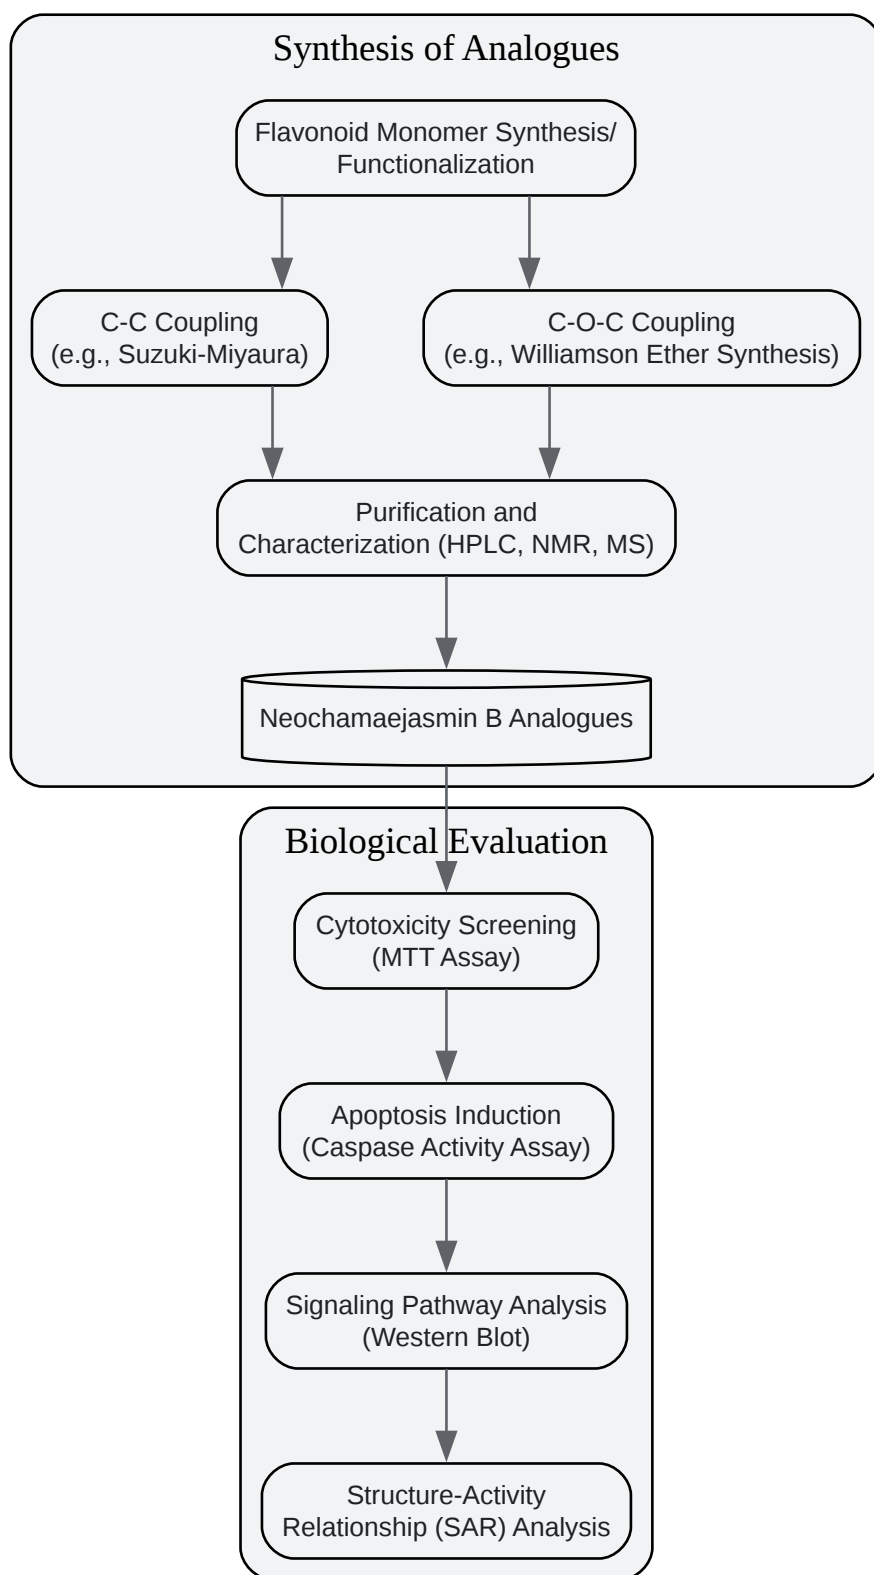 Synthesis of Analogues
Flavonoid Monomer Synthesis/
Functionalization
C-C Coupling
(e.g., Suzuki-Miyaura)
C-O-C Coupling
(e.g., Williamson Ether Synthesis)
Purification and
Characterization (HPLC, NMR, MS)
Neochamaejasmin B Analogues
Biological Evaluation
Cytotoxicity Screening
(MTT Assay)
Apoptosis Induction
(Caspase Activity Assay)
Signaling Pathway Analysis
(Western Blot)
Structure-Activity
Relationship (SAR) Analysis